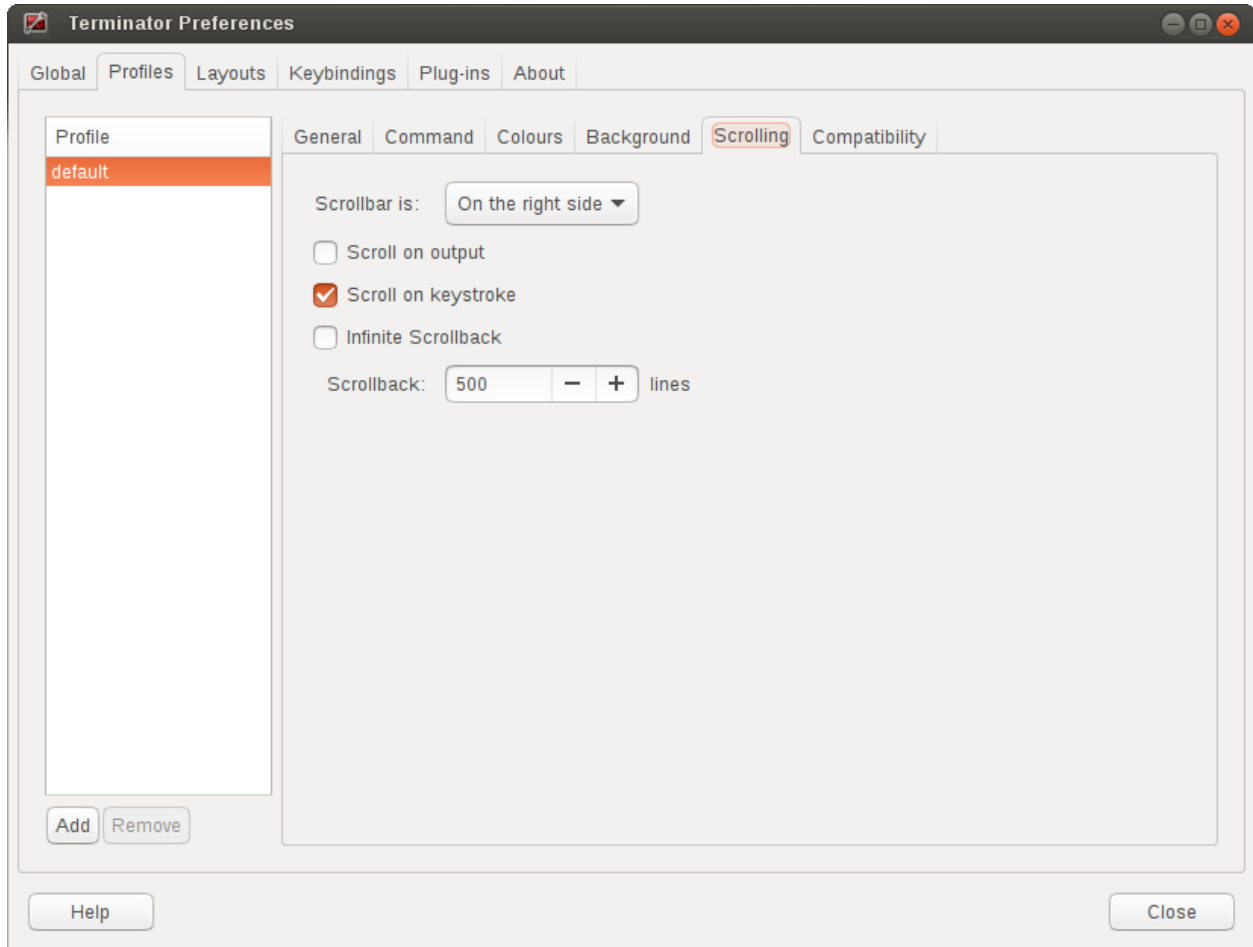 Terminator Preferences
Global Profiles Layouts Keybindings Plug-ins About
Profile
default
General Command Colours Background Scrolling Compatibility
Scrollbar is: On the right side
Scroll on output
Scroll on keystroke
Infinite Scrollback
Scrollback: 500 lines
Add Remove
Help Close